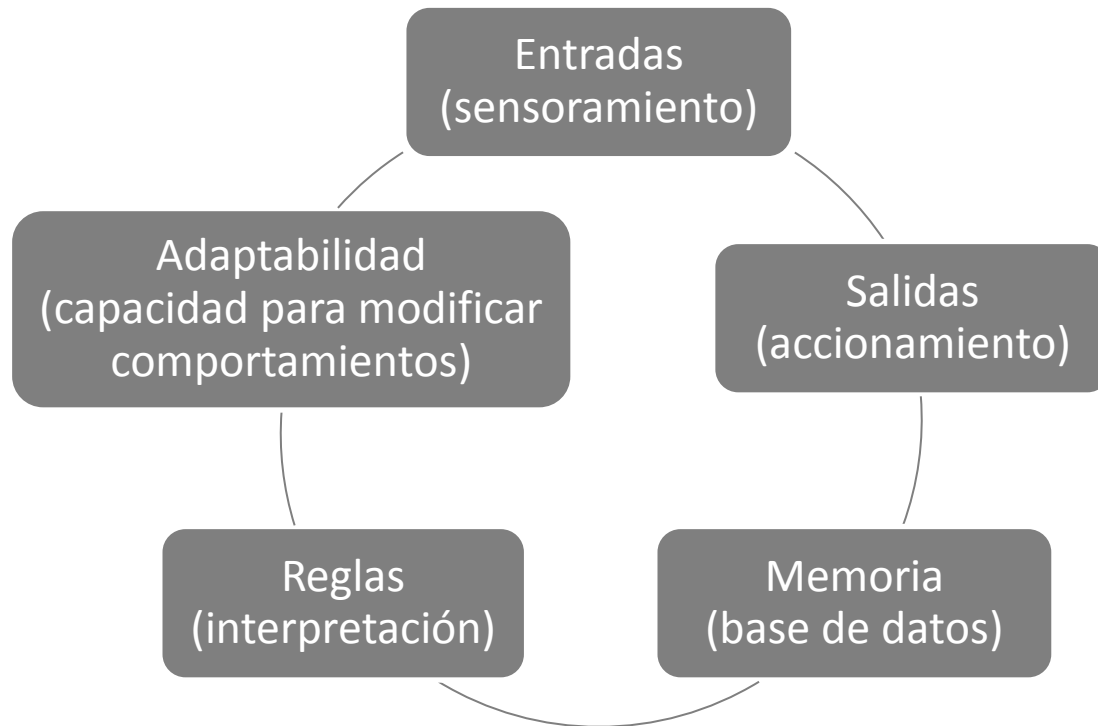 Entradas
(sensoramiento)
Salidas
(accionamiento)
Memoria
(base de datos)
Reglas
(interpretación)
Adaptabilidad
(capacidad para modificar
comportamientos)